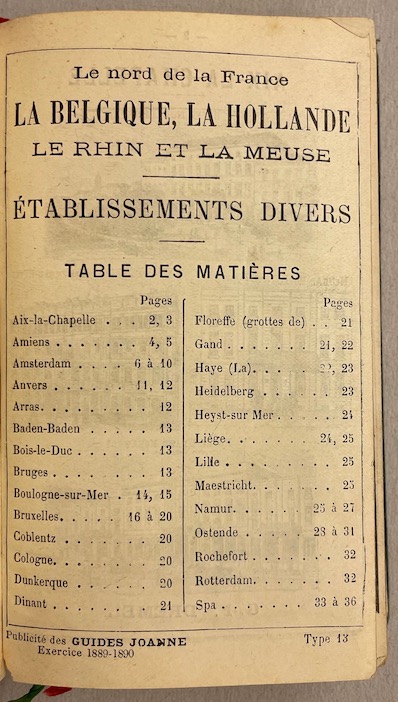 Le nord de la France
LA BELGIQUE, LA HOLLANDE
LE RHIN ET LA MEUSE
ÉTABLISSEMENTS DIVERS
TABLE DES MATIÈRES
Pages
Aix-la-Chapelle . . . 2, 3
Amiens . . . . . . . 4, 5
Amsterdam . . . . 6 à 10
Anvers . . . . . . 11, 12
Arras. . . . . . . . . 12
Baden-Baden . . . . . 13
Bois-le-Duc . . . . . 13
Bruges . . . . . . . . 13
Boulogne-sur-Mer . 14, 15
Bruxelles. . . . . 16 à 20
Coblentz . . . . . . . 20
Cologne. . . . . . . . 20
Dunkerque . . . . . . 20
Dinant . . . . . . . . 21
Pages
Floreffe (grottes de) . . 21
Gand . . . . . . . 21, 22
Haye (La). . . . . 22, 23
Heidelberg . . . . . . 23
Heyst-sur Mer . . . . 24
Liège. . . . . . . 24, 25
Lille . . . . . . . . . 25
Maestricht. . . . . . . 25
Namur. . . . . . 25 à 27
Ostende . . . . . 28 à 31
Rochefort . . . . . . . 32
Rotterdam. . . . . . . 32
Spa . . . . . . . 33 à 36
Publicité des GUIDES JOANNE
Exercice 1889-1890
Type 13